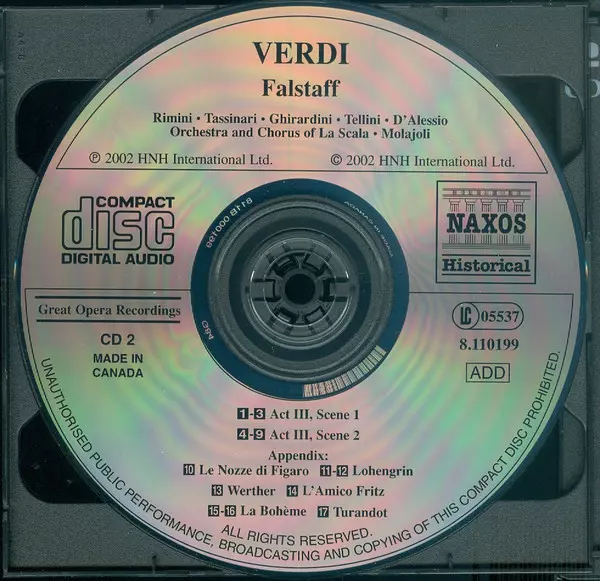 VERDI
Falstaff
Rimini • Tassinari • Ghirardini • Tellini • D'Alessio
Orchestra and Chorus of La Scala • Molajoli
℗ 2002 HNH International Ltd. © 2002 HNH International Ltd.
COMPACT
disc
DIGITAL AUDIO
NAXOS
Historical
Great Opera Recordings
CD 2
MADE IN
CANADA
LC 05537
8.110199
ADD
1-3 Act III, Scene 1
4-9 Act III, Scene 2
Appendix:
10 Le Nozze di Figaro 11-12 Lohengrin
13 Werther 14 L'Amico Fritz
15-16 La Bohème 17 Turandot
ALL RIGHTS RESERVED.
UNAUTHORISED PUBLIC PERFORMANCE, BROADCASTING AND COPYING OF THIS COMPACT DISC PROHIBITED.